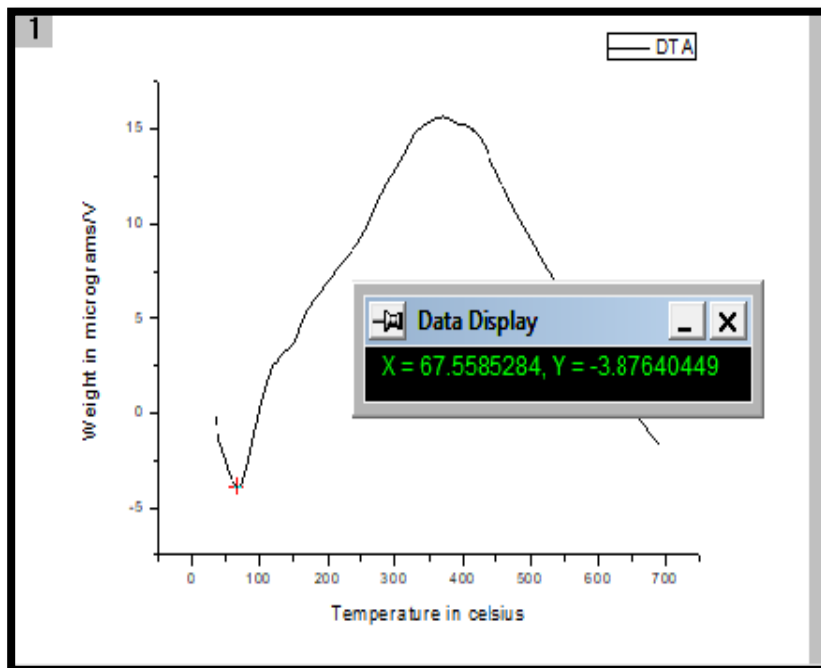 1
DTA
Weight in micrograms/V
15
10
5
0
-5
Data Display
X = 67.5585284, Y = -3.87640449
0 100 200 300 400 500 600 700
Temperature in celsius